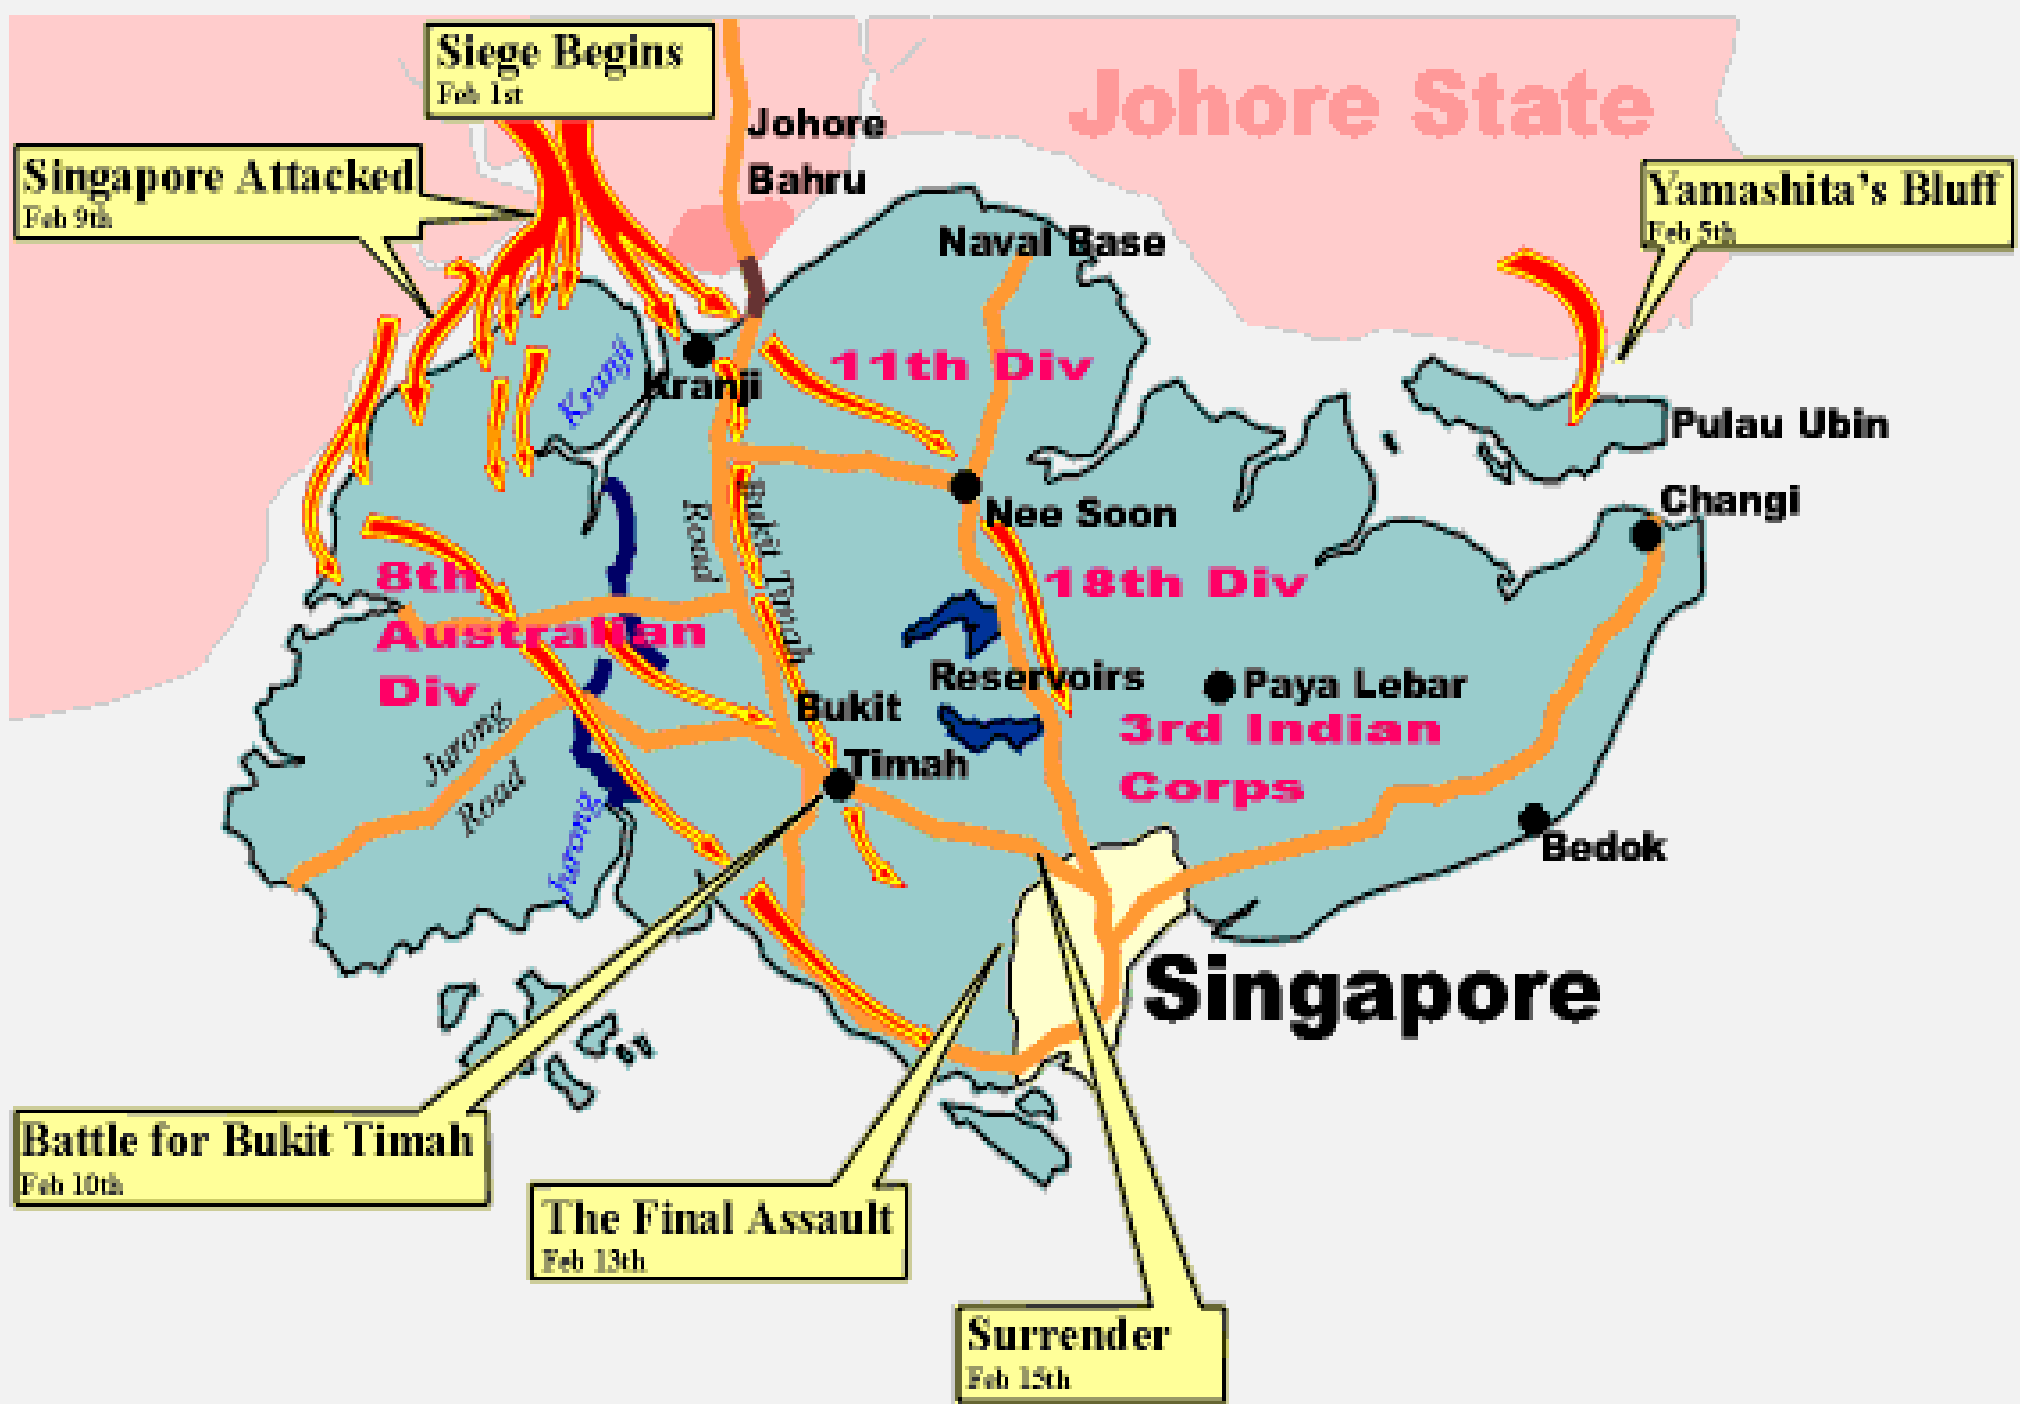 Siege Begins
Feb 1st
Johore State
Johore
Bahru
Singapore Attacked
Feb 9th
Yamashita's Bluff
Feb 5th
Naval Base
Kranji
11th Div
Kranji
Pulau Ubin
Changi
Nee Soon
Bukit Timah
Road
8th
Australian
Div
18th Div
Reservoirs
Paya Lebar
3rd Indian
Corps
Bukit
Timah
Jurong
Road
Jurong
Bedok
Singapore
Battle for Bukit Timah
Feb 10th
The Final Assault
Feb 13th
Surrender
Feb 15th